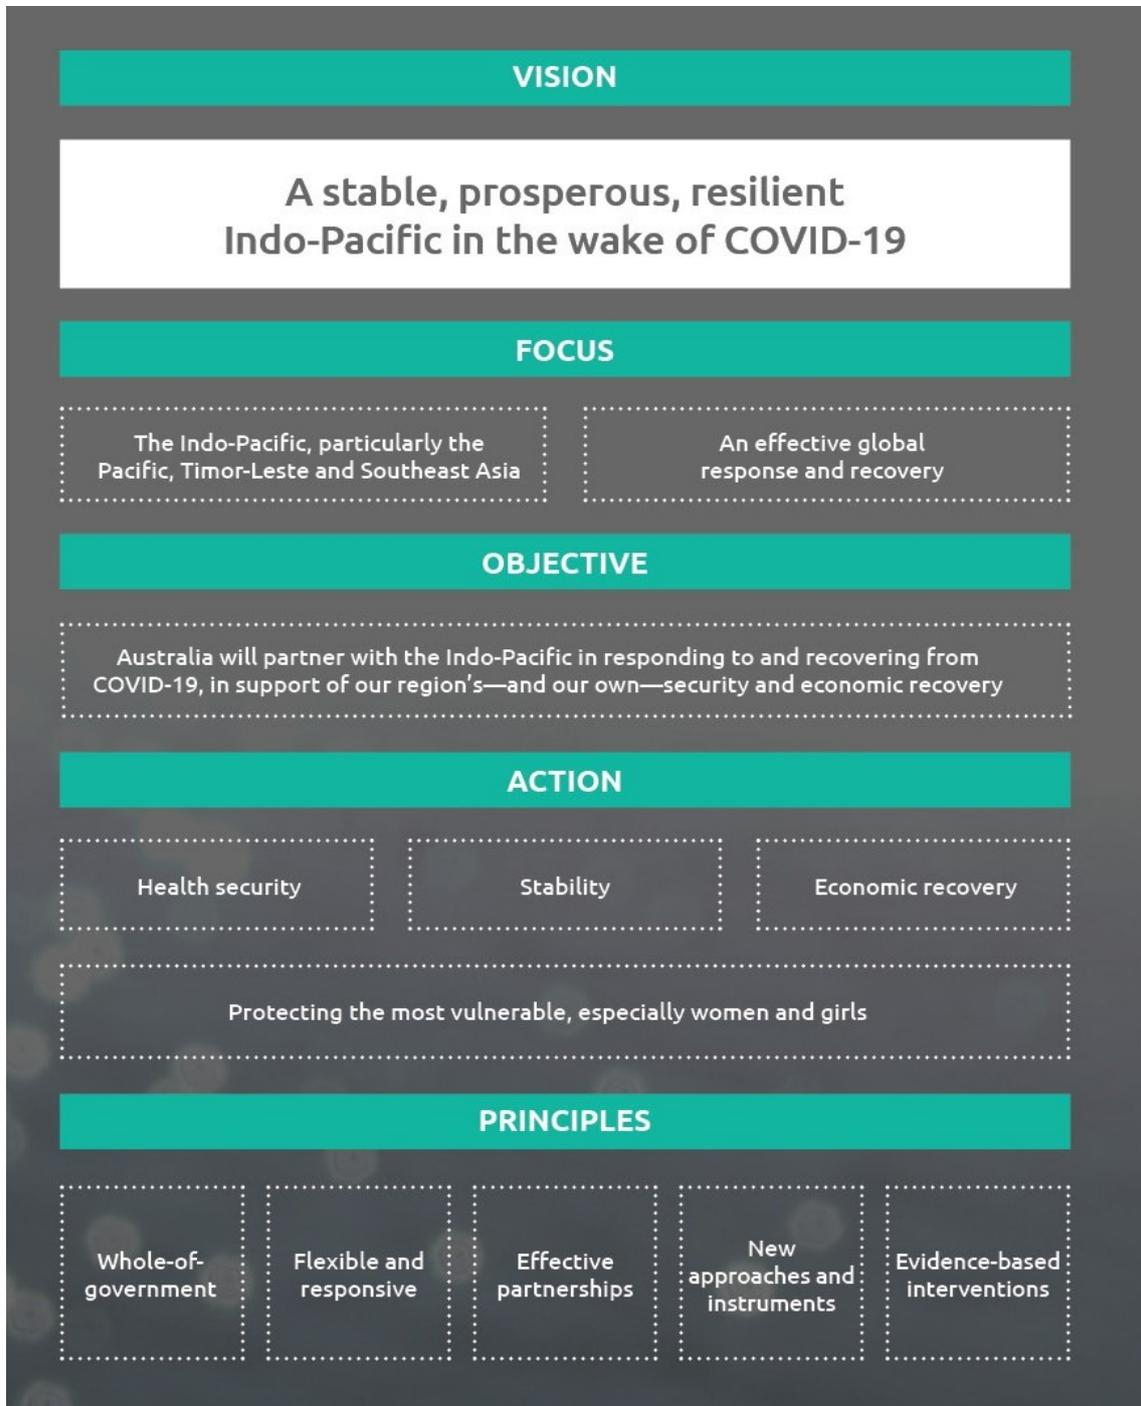 VISION
A stable, prosperous, resilient
Indo-Pacific in the wake of COVID-19
FOCUS
The Indo-Pacific, particularly the
Pacific, Timor-Leste and Southeast Asia
An effective global
response and recovery
OBJECTIVE
Australia will partner with the Indo-Pacific in responding to and recovering from
COVID-19, in support of our region's—and our own—security and economic recovery
ACTION
Health security
Stability
Economic recovery
Protecting the most vulnerable, especially women and girls
PRINCIPLES
Whole-of-
government
Flexible and
responsive
Effective
partnerships
New
approaches and
instruments
Evidence-based
interventions